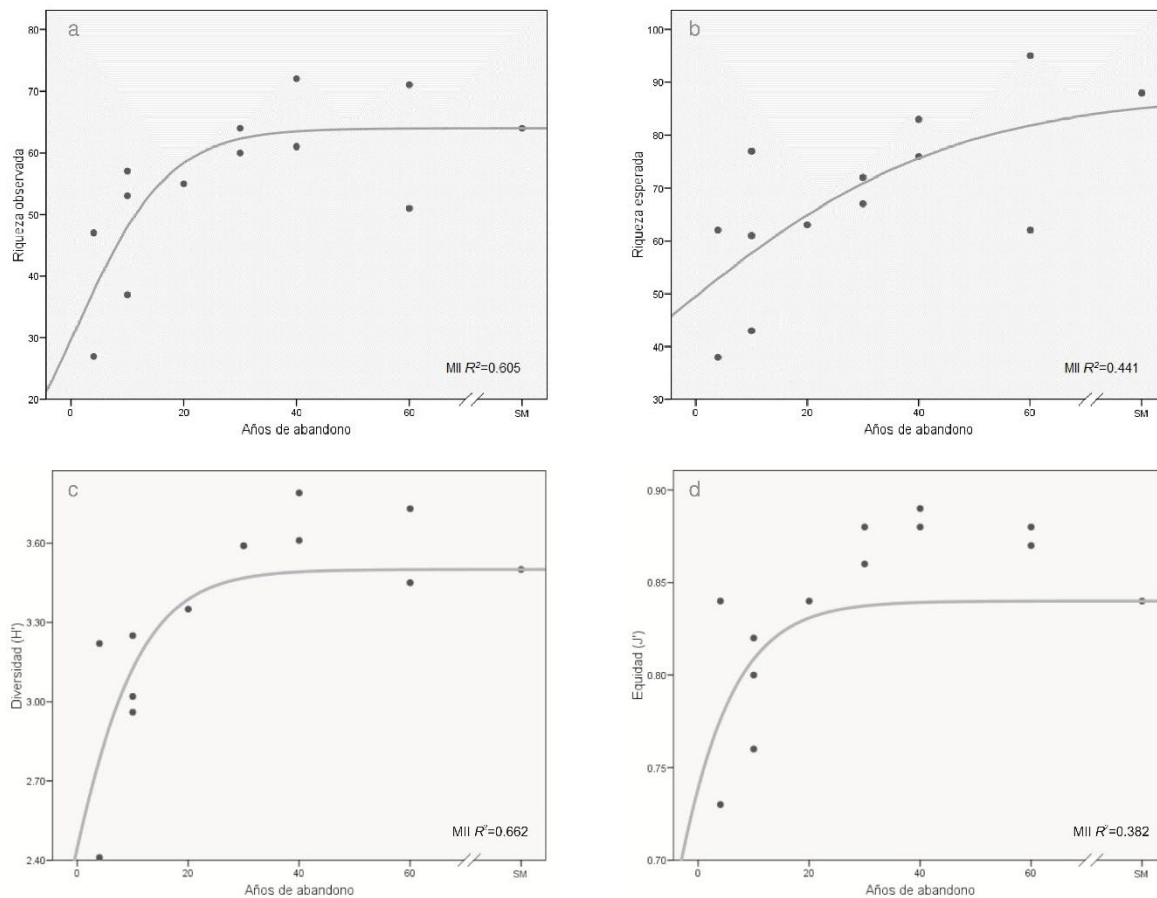 a
80
70
60
50
40
30
20
Riqueza observada
MII R²=0.605
0 20 40 60 SM
Años de abandono
b
100
90
80
70
60
50
40
30
Riqueza esperada
MII R²=0.441
0 20 40 60 SM
Años de abandono
c
3.60
3.30
3.00
2.70
2.40
Diversidad (H')
MII R²=0.662
0 20 40 60 SM
Años de abandono
d
0.90
0.85
0.80
0.75
0.70
Equidad (J')
MII R²=0.382
0 20 40 60 SM
Años de abandono